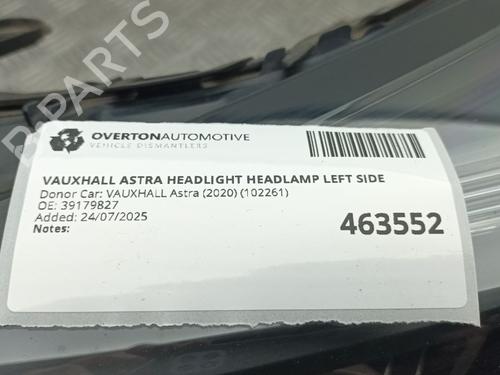 B-PARTS
OVERTONAUTOMOTIVE
VEHICLE DISMANTLERS
VAUXHALL ASTRA HEADLIGHT HEADLAMP LEFT SIDE
Donor Car: VAUXHALL Astra (2020) (102261)
OE: 39179827
Added: 24/07/2025
Notes:
463552